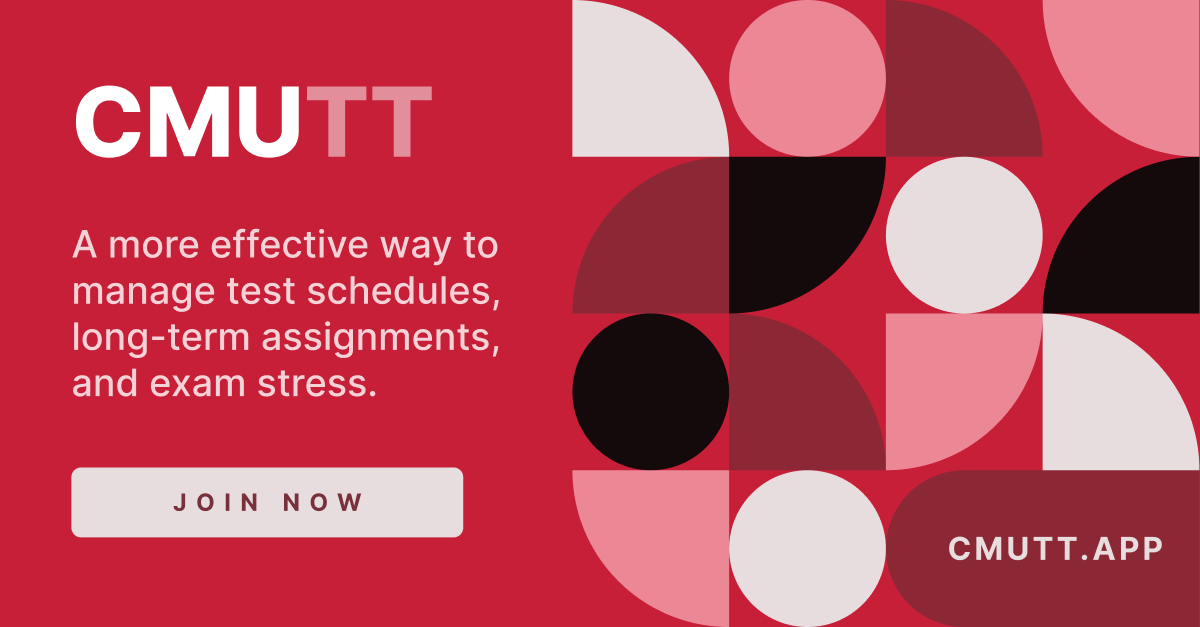 CMUTT
A more effective way to
manage test schedules,
long-term assignments,
and exam stress.
JOIN NOW
CMUTT.APP